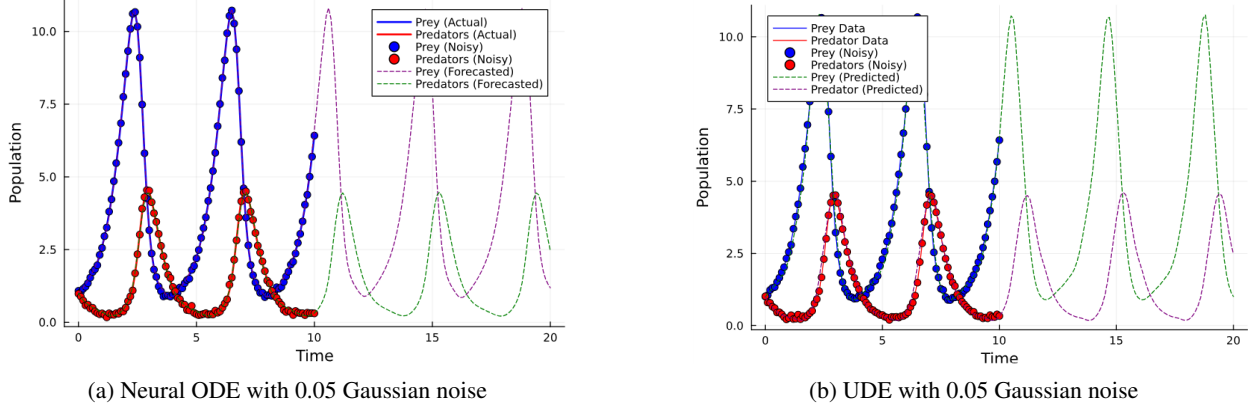 10.0
7.5
5.0
2.5
0.0
Population
0
5
10
15
20
Time
Prey (Actual)
Predators (Actual)
Prey (Noisy)
Predators (Noisy)
Prey (Forecasted)
Predators (Forecasted)
(a) Neural ODE with 0.05 Gaussian noise
10.0
7.5
5.0
2.5
0.0
Population
0
5
10
15
20
Time
Prey Data
Predator Data
Prey (Noisy)
Predators (Noisy)
Prey (Predicted)
Predator (Predicted)
(b) UDE with 0.05 Gaussian noise